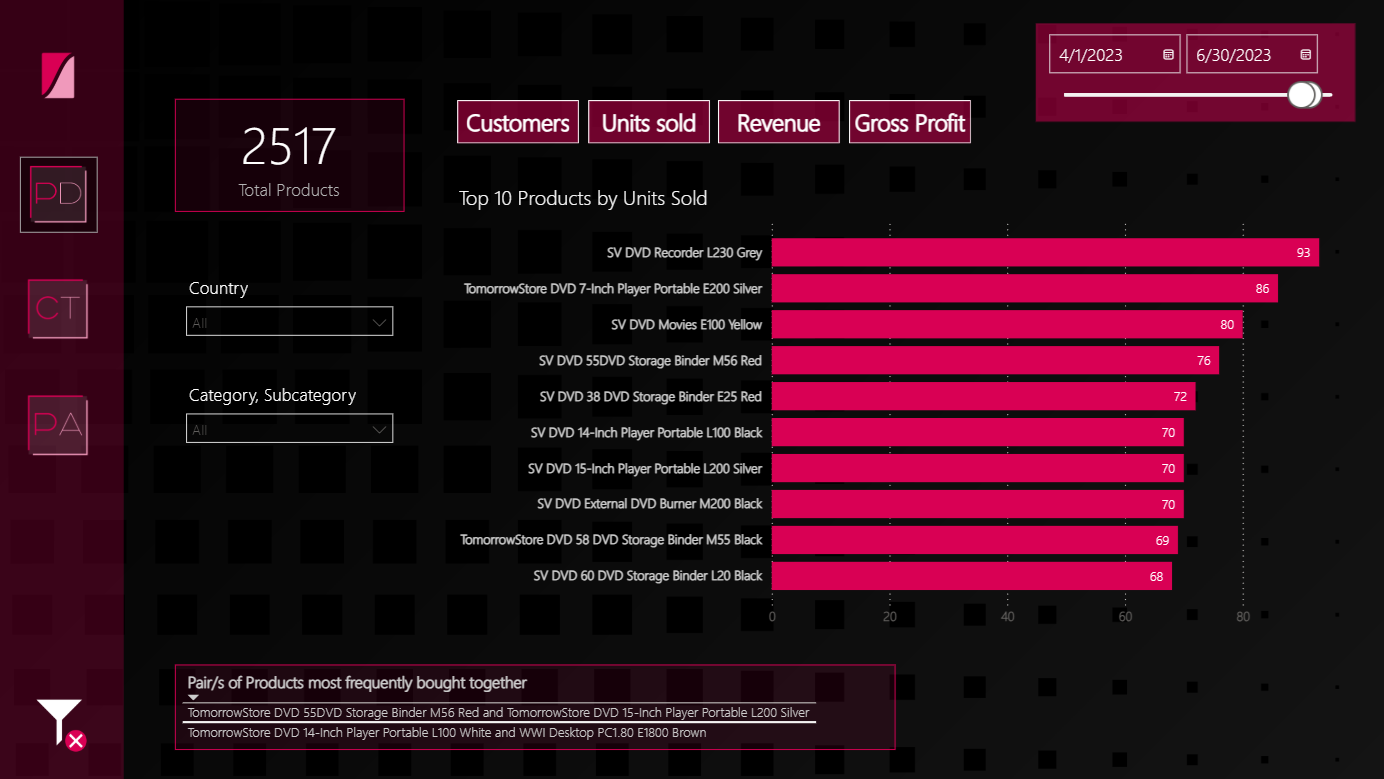 4/1/2023
6/30/2023
Customers
Units sold
Revenue
Gross Profit
2517
Total Products
PD
CT
PA
Country
All
Category, Subcategory
All
Top 10 Products by Units Sold
SV DVD Recorder L230 Grey 93
TomorrowStore DVD 7-Inch Player Portable E200 Silver 86
SV DVD Movies E100 Yellow 80
SV DVD 55DVD Storage Binder M56 Red 76
SV DVD 38 DVD Storage Binder E25 Red 72
SV DVD 14-Inch Player Portable L100 Black 70
SV DVD 15-Inch Player Portable L200 Silver 70
SV DVD External DVD Burner M200 Black 70
TomorrowStore DVD 58 DVD Storage Binder M55 Black 69
SV DVD 60 DVD Storage Binder L20 Black 68
0 20 40 60 80
Pair/s of Products most frequently bought together
TomorrowStore DVD 55DVD Storage Binder M56 Red and TomorrowStore DVD 15-Inch Player Portable L200 Silver
TomorrowStore DVD 14-Inch Player Portable L100 White and WWI Desktop PC1.80 E1800 Brown